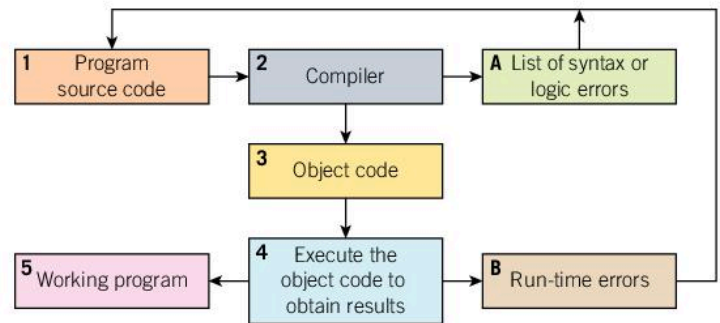 1 Program
source code
2 Compiler
A List of syntax or
logic errors
3 Object code
5 Working program
4 Execute the
object code to
obtain results
B Run-time errors